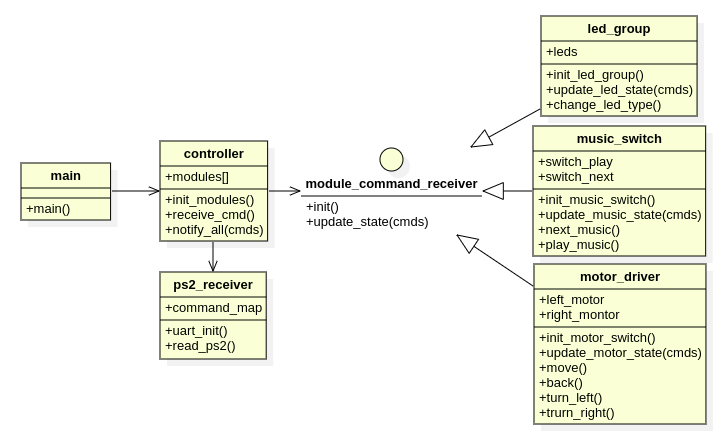 main
+main()
controller
+modules[]
+init_modules()
+receive_cmd()
+notify_all(cmds)
ps2_receiver
+command_map
+uart_init()
+read_ps2()
module_command_receiver
+init()
+update_state(cmds)
led_group
+leds
+init_led_group()
+update_led_state(cmds)
+change_led_type()
music_switch
+switch_play
+switch_next
+init_music_switch()
+update_music_state(cmds)
+next_music()
+play_music()
motor_driver
+left_motor
+right_montor
+init_motor_switch()
+update_motor_state(cmds)
+move()
+back()
+turn_left()
+trurn_right()